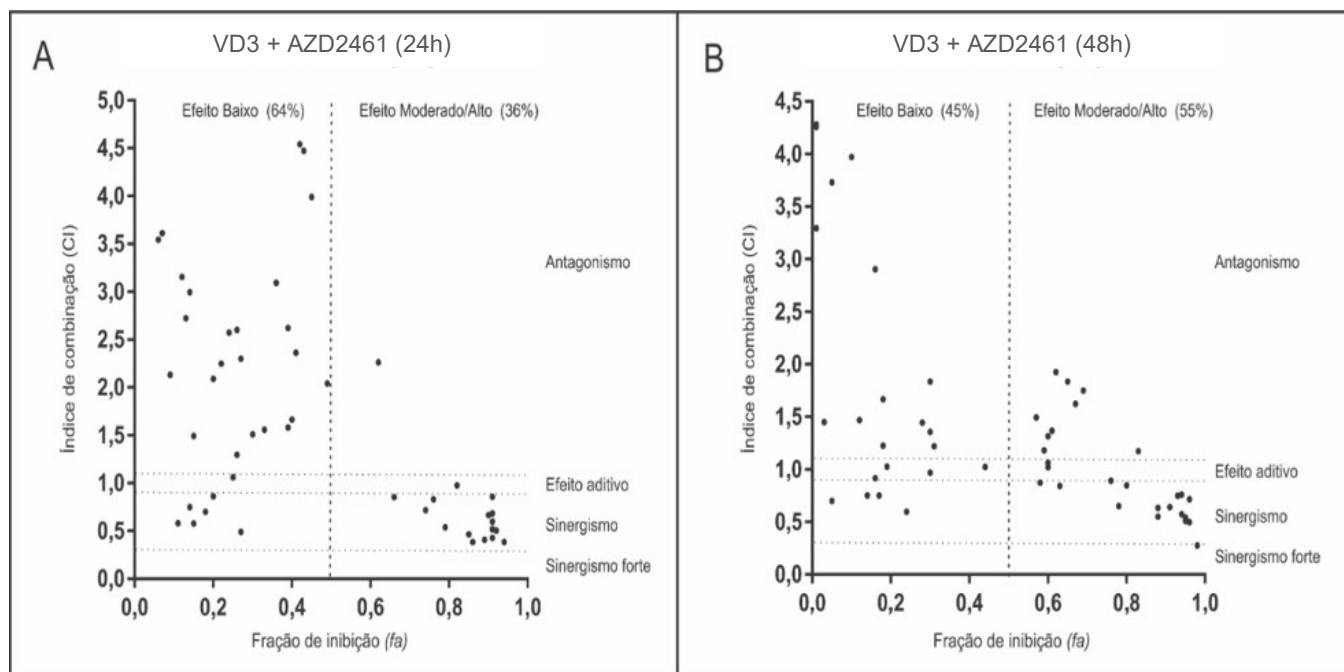 A
VD3 + AZD2461 (24h)
Efeito Baixo (64%)
Efeito Moderado/Alto (36%)
5,0
4,5
4,0
3,5
3,0
2,5
2,0
1,5
1,0
0,5
0,0
Índice de combinação (CI)
Antagonismo
Efeito aditivo
Sinergismo
Sinergismo forte
0,0 0,2 0,4 0,6 0,8 1,0
Fração de inibição (fa)
B
VD3 + AZD2461 (48h)
Efeito Baixo (45%)
Efeito Moderado/Alto (55%)
4,5
4,0
3,5
3,0
2,5
2,0
1,5
1,0
0,5
0,0
Índice de combinação (CI)
Antagonismo
Efeito aditivo
Sinergismo
Sinergismo forte
0,0 0,2 0,4 0,6 0,8 1,0
Fração de inibição (fa)